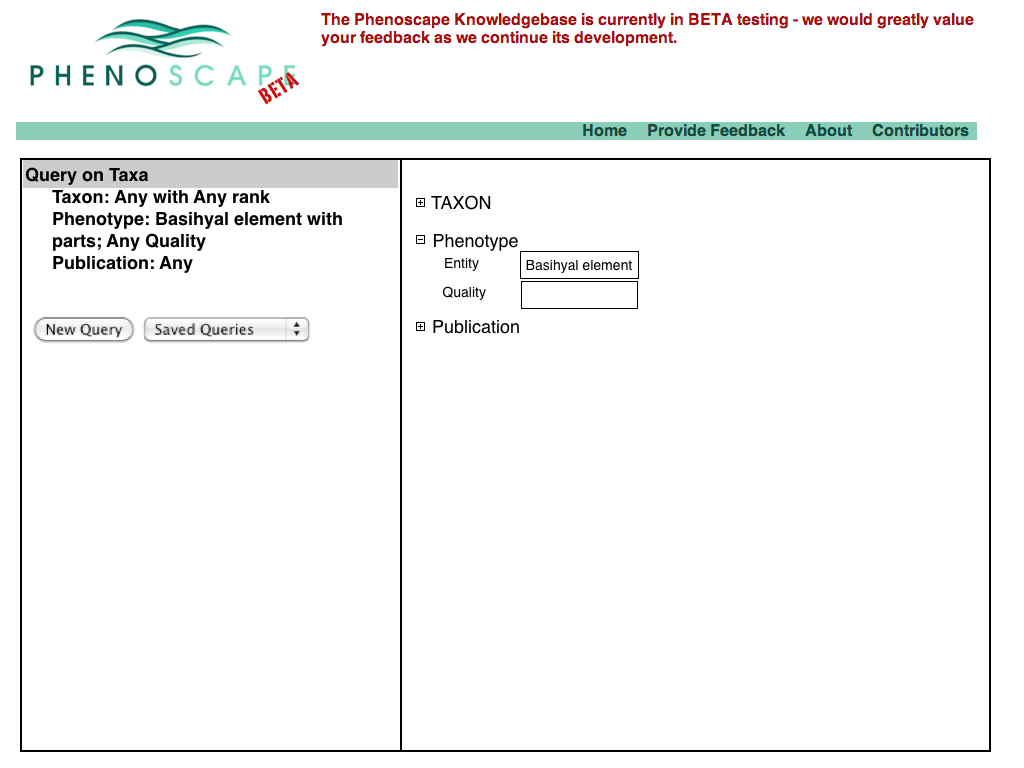 The Phenoscape Knowledgebase is currently in BETA testing - we would greatly value
your feedback as we continue its development.
PHENOSCAPE
BETA
Home Provide Feedback About Contributors
Query on Taxa
Taxon: Any with Any rank
Phenotype: Basihyal element with
parts; Any Quality
Publication: Any
New Query Saved Queries
TAXON
Phenotype
Entity Basihyal element
Quality
Publication